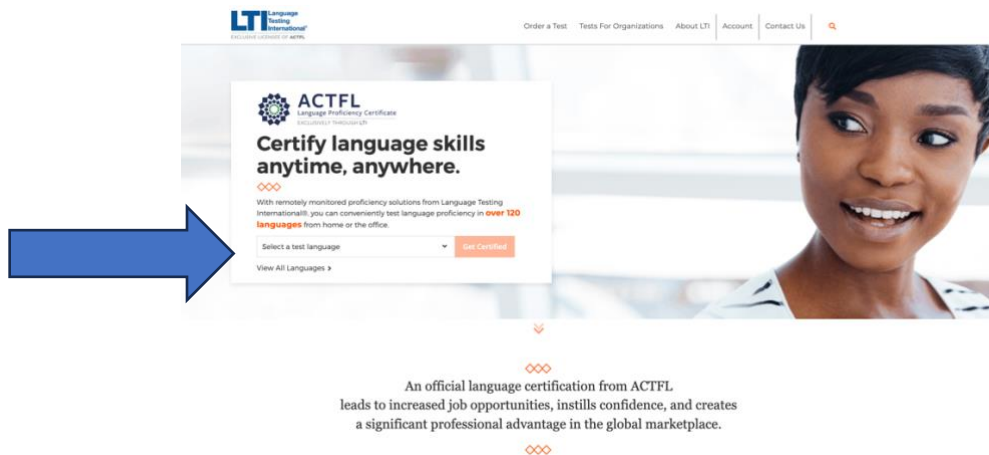 LTI Language
Testing
International®
EXCLUSIVE LICENSEE OF ACTFL
Order a Test Tests For Organizations About LTI Account Contact Us
ACTFL
Language Proficiency Certificate
EXCLUSIVELY THROUGH LTI
Certify language skills
anytime, anywhere.
With remotely monitored proficiency solutions from Language Testing
International®, you can conveniently test language proficiency in over 120
languages from home or the office.
Select a test language Get Certified
View All Languages >
An official language certification from ACTFL
leads to increased job opportunities, instills confidence, and creates
a significant professional advantage in the global marketplace.